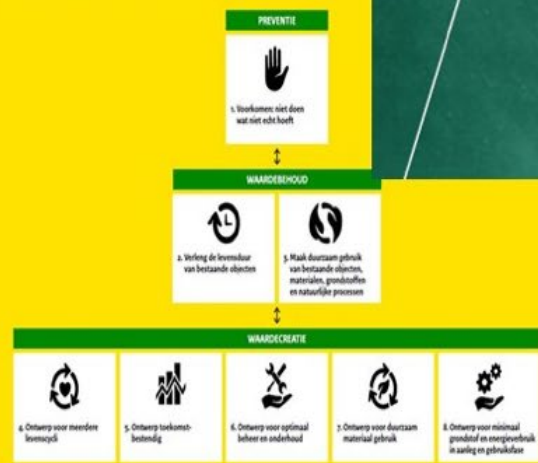 PREVENTIE
1. Voorkomen: niet doen
wat niet echt hoeft
WAARDEBEHOUD
2. Verleng de levensduur
van bestaande objecten
3. Maak duurzaam gebruik
van bestaande objecten,
materialen, grondstoffen
en natuurlijke processen
WAARDECREATIE
4. Ontwerp voor meerdere
levenscycli
5. Ontwerp toekomst-
bestendig
6. Ontwerp voor optimaal
beheer en onderhoud
7. Ontwerp voor duurzaam
materiaal gebruik
8. Ontwerp voor minimaal
grondstof en energieverbruik
in aanleg en gebruiksfase